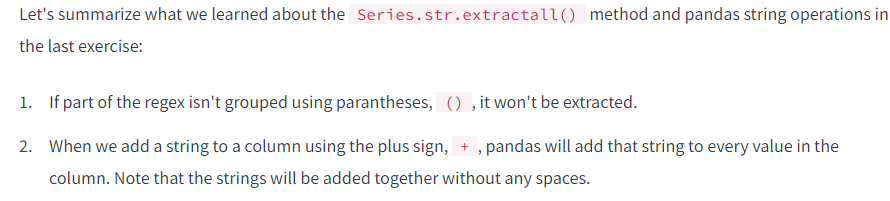 Let's summarize what we learned about the Series.str.extractall() method and pandas string operations in
the last exercise:
1. If part of the regex isn't grouped using parantheses, () , it won't be extracted.
2. When we add a string to a column using the plus sign, + , pandas will add that string to every value in the
column. Note that the strings will be added together without any spaces.